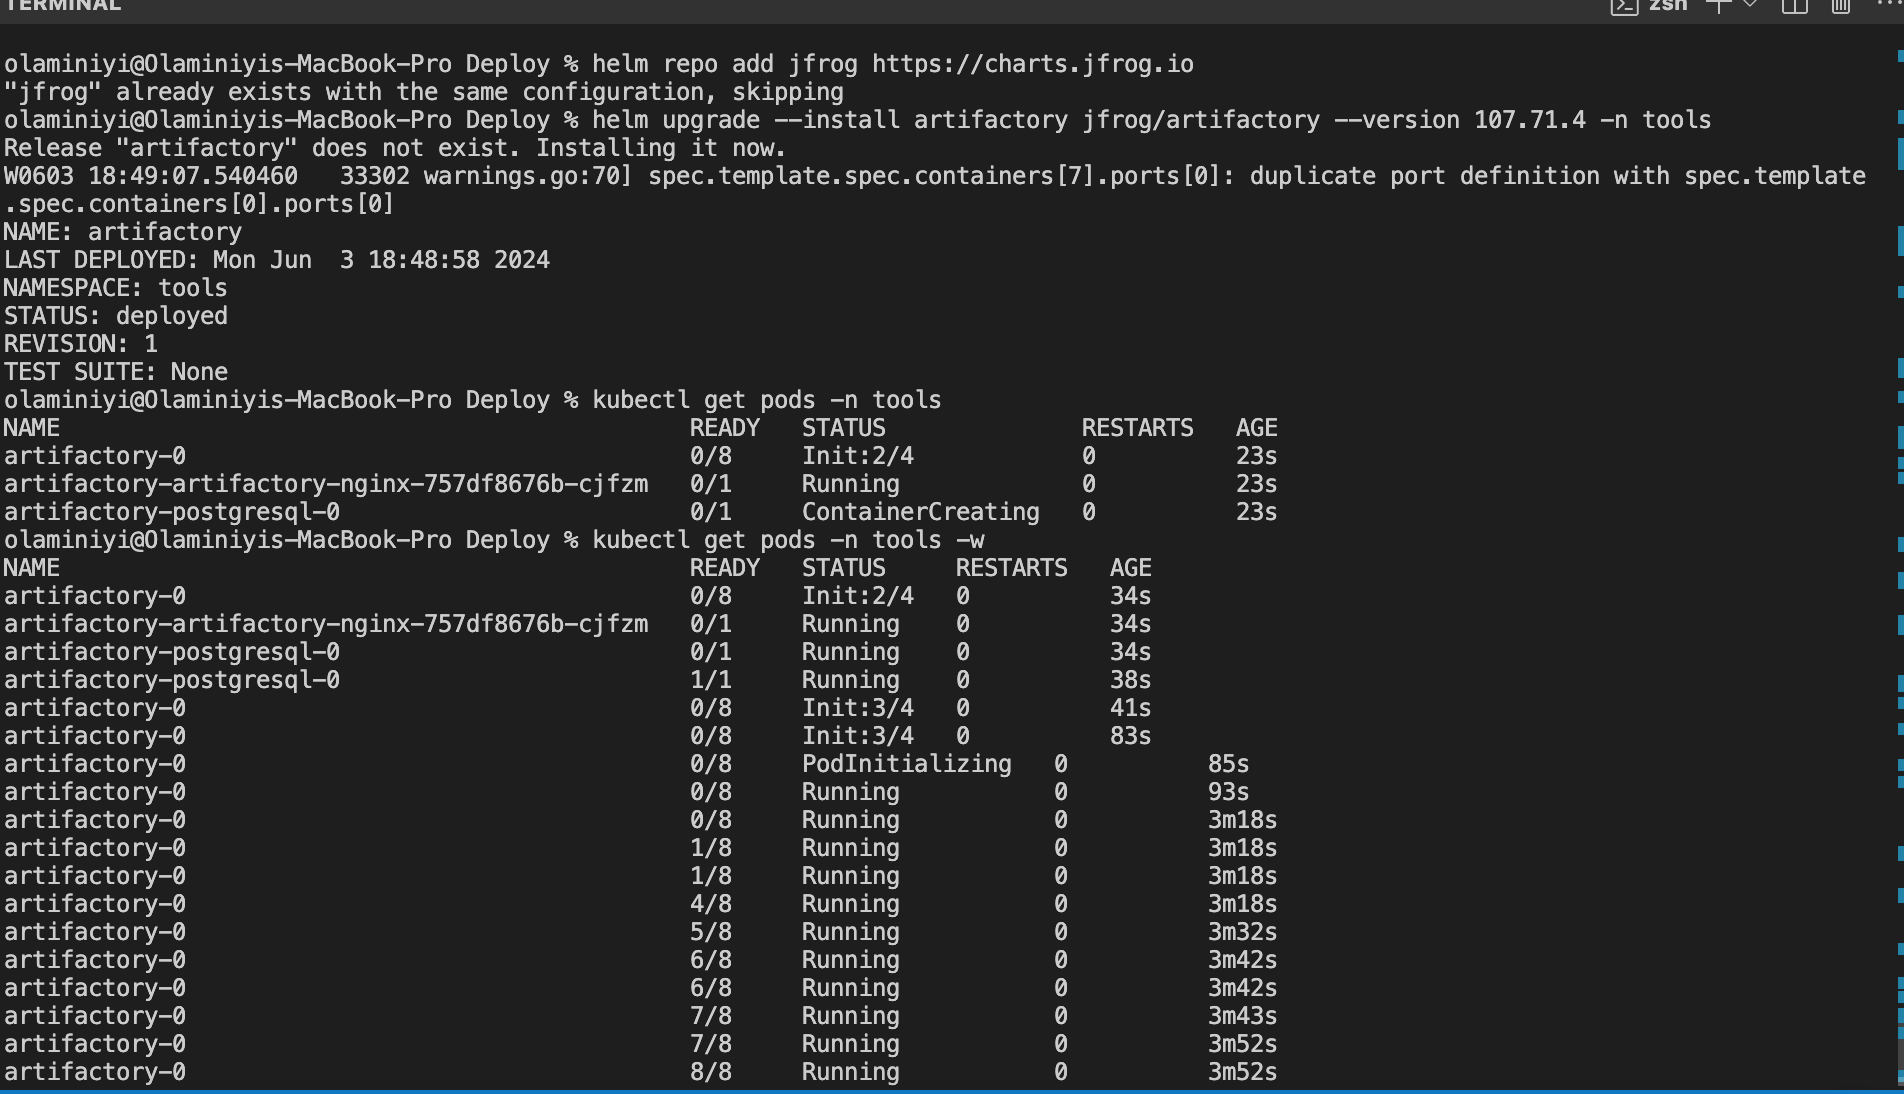 TERMINAL
zsh
olaminiyi@Olaminiyis-MacBook-Pro Deploy % helm repo add jfrog https://charts.jfrog.io
"jfrog" already exists with the same configuration, skipping
olaminiyi@Olaminiyis-MacBook-Pro Deploy % helm upgrade --install artifactory jfrog/artifactory --version 107.71.4 -n tools
Release "artifactory" does not exist. Installing it now.
W0603 18:49:07.540460   33302 warnings.go:70] spec.template.spec.containers[7].ports[0]: duplicate port definition with spec.template
.spec.containers[0].ports[0]
NAME: artifactory
LAST DEPLOYED: Mon Jun  3 18:48:58 2024
NAMESPACE: tools
STATUS: deployed
REVISION: 1
TEST SUITE: None
olaminiyi@Olaminiyis-MacBook-Pro Deploy % kubectl get pods -n tools
NAME READY STATUS RESTARTS AGE
artifactory-0 0/8 Init:2/4 0 23s
artifactory-artifactory-nginx-757df8676b-cjfzm 0/1 Running 0 23s
artifactory-postgresql-0 0/1 ContainerCreating 0 23s
olaminiyi@Olaminiyis-MacBook-Pro Deploy % kubectl get pods -n tools -w
NAME READY STATUS RESTARTS AGE
artifactory-0 0/8 Init:2/4 0 34s
artifactory-artifactory-nginx-757df8676b-cjfzm 0/1 Running 0 34s
artifactory-postgresql-0 0/1 Running 0 34s
artifactory-postgresql-0 1/1 Running 0 38s
artifactory-0 0/8 Init:3/4 0 41s
artifactory-0 0/8 Init:3/4 0 83s
artifactory-0 0/8 PodInitializing 0 85s
artifactory-0 0/8 Running 0 93s
artifactory-0 0/8 Running 0 3m18s
artifactory-0 1/8 Running 0 3m18s
artifactory-0 1/8 Running 0 3m18s
artifactory-0 4/8 Running 0 3m18s
artifactory-0 5/8 Running 0 3m32s
artifactory-0 6/8 Running 0 3m42s
artifactory-0 6/8 Running 0 3m42s
artifactory-0 7/8 Running 0 3m43s
artifactory-0 7/8 Running 0 3m52s
artifactory-0 8/8 Running 0 3m52s